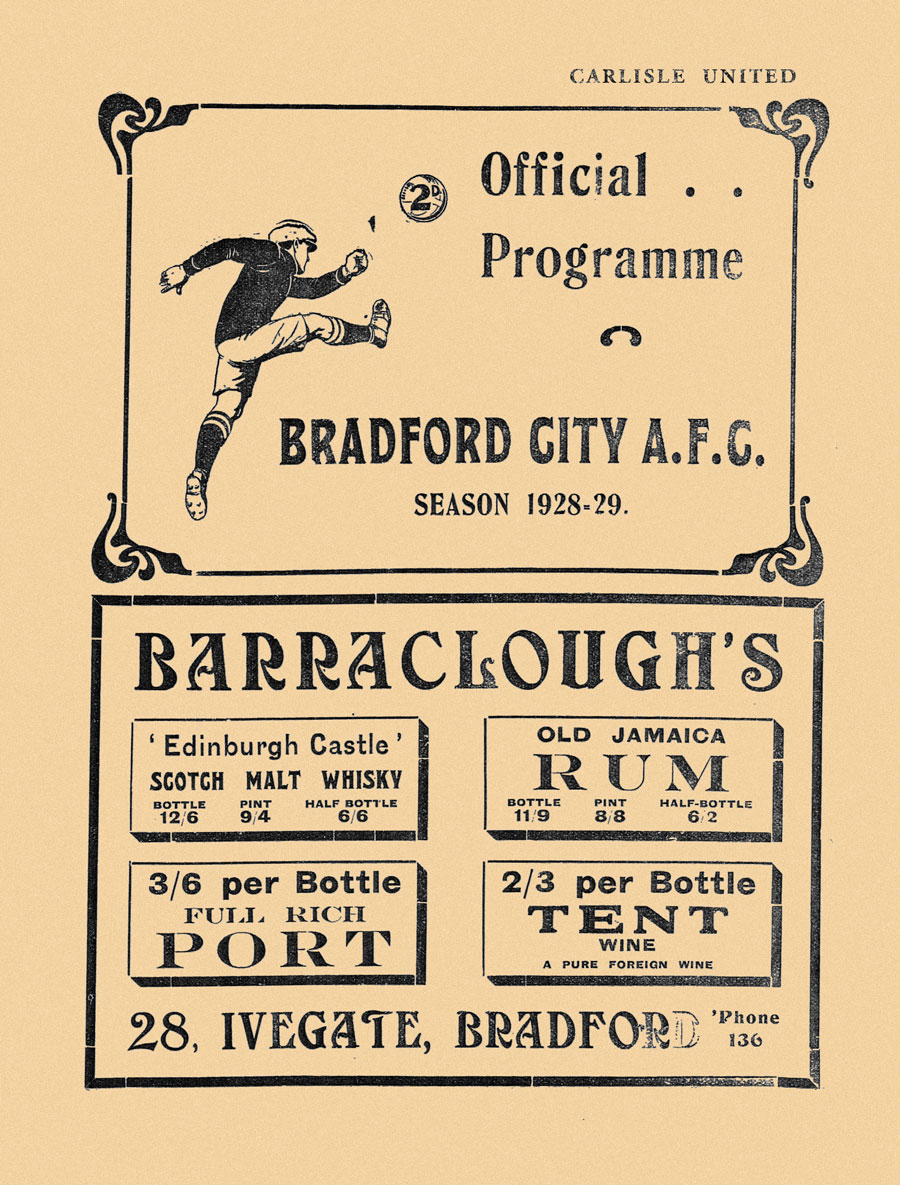 CARLISLE UNITED
2D
Official . .
Programme
BRADFORD CITY A.F.C.
SEASON 1928-29.
BARRACLOUGH'S
'Edinburgh Castle'
SCOTCH MALT WHISKY
BOTTLE PINT HALF BOTTLE
12/6 9/4 6/6
OLD JAMAICA
RUM
BOTTLE PINT HALF-BOTTLE
11/9 8/8 6/2
3/6 per Bottle
FULL RICH
PORT
2/3 per Bottle
TENT
WINE
A PURE FOREIGN WINE
28, IVEGATE, BRADFORD 'Phone
136